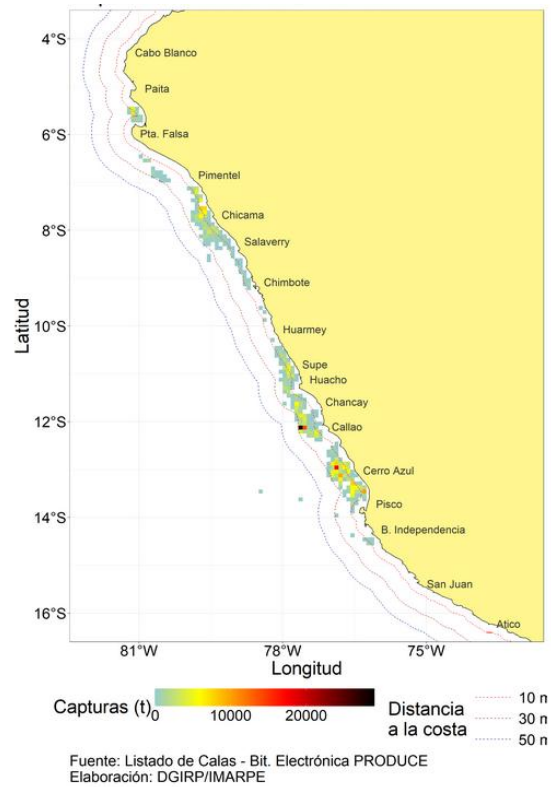 4°S
Cabo Blanco
Paita
6°S
Pta. Falsa
Pimentel
Chicama
8°S
Salaverry
Chimbote
10°S
Huarmey
Latitud
Supe
Huacho
Chancay
12°S
Callao
Cerro Azul
Pisco
14°S
B. Independencia
San Juan
16°S
Atico
81°W 78°W 75°W
Longitud
Capturas (t) 0 10000 20000
Distancia
a la costa
10
30
50
Fuente: Listado de Calas - Bit. Electrónica PRODUCE
Elaboración: DGIRP/IMARPE